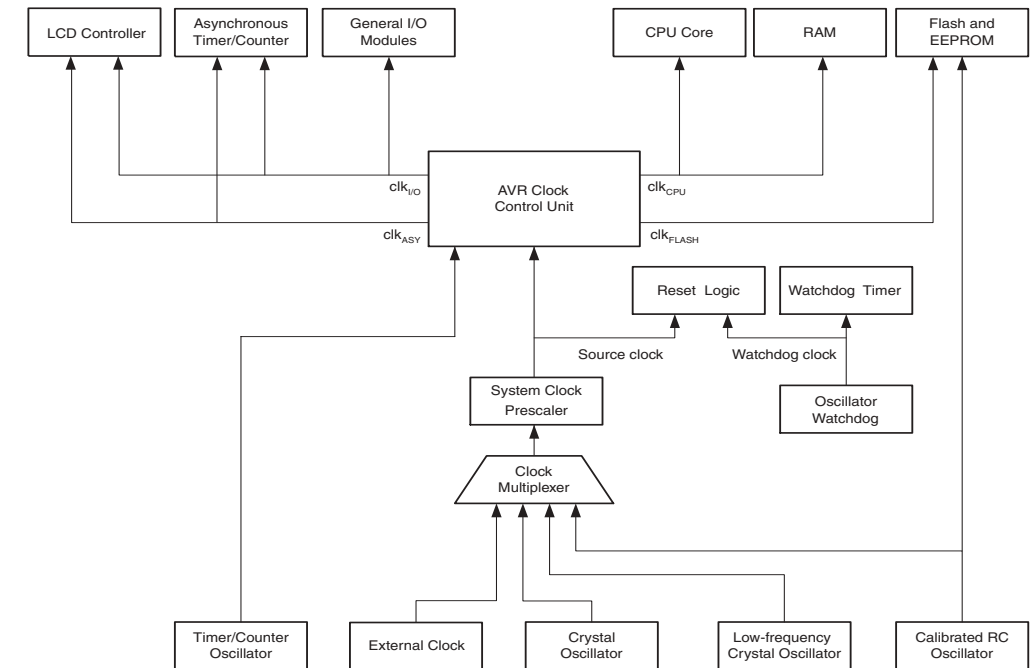 LCD Controller
Asynchronous
Timer/Counter
General I/O
Modules
CPU Core
RAM
Flash and
EEPROM
clkI/O
AVR Clock
Control Unit
clkCPU
clkASY
clkFLASH
Reset Logic
Watchdog Timer
Source clock
Watchdog clock
System Clock
Prescaler
Oscillator
Watchdog
Clock
Multiplexer
Timer/Counter
Oscillator
External Clock
Crystal
Oscillator
Low-frequency
Crystal Oscillator
Calibrated RC
Oscillator